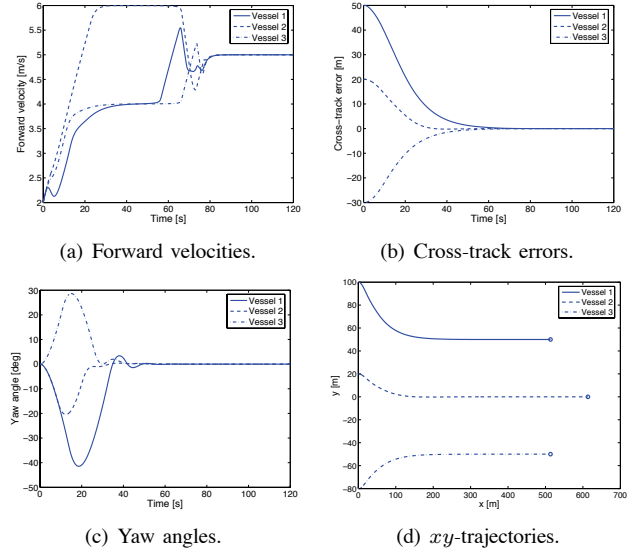 6
5.5
5
4.5
4
3.5
3
2.5
2
0 20 40 60 80 100 120
Forward velocity [m/s]
Time [s]
Vessel 1
Vessel 2
Vessel 3
(a) Forward velocities.
50
40
30
20
10
0
−10
−20
−30
0 20 40 60 80 100 120
Cross−track error [m]
Time [s]
Vessel 1
Vessel 2
Vessel 3
(b) Cross-track errors.
30
20
10
0
−10
−20
−30
−40
−50
0 20 40 60 80 100 120
Yaw angle [deg]
Time [s]
Vessel 1
Vessel 2
Vessel 3
(c) Yaw angles.
100
80
60
40
20
0
−20
−40
−60
−80
0 100 200 300 400 500 600 700
y [m]
x [m]
Vessel 1
Vessel 2
Vessel 3
(d) xy-trajectories.